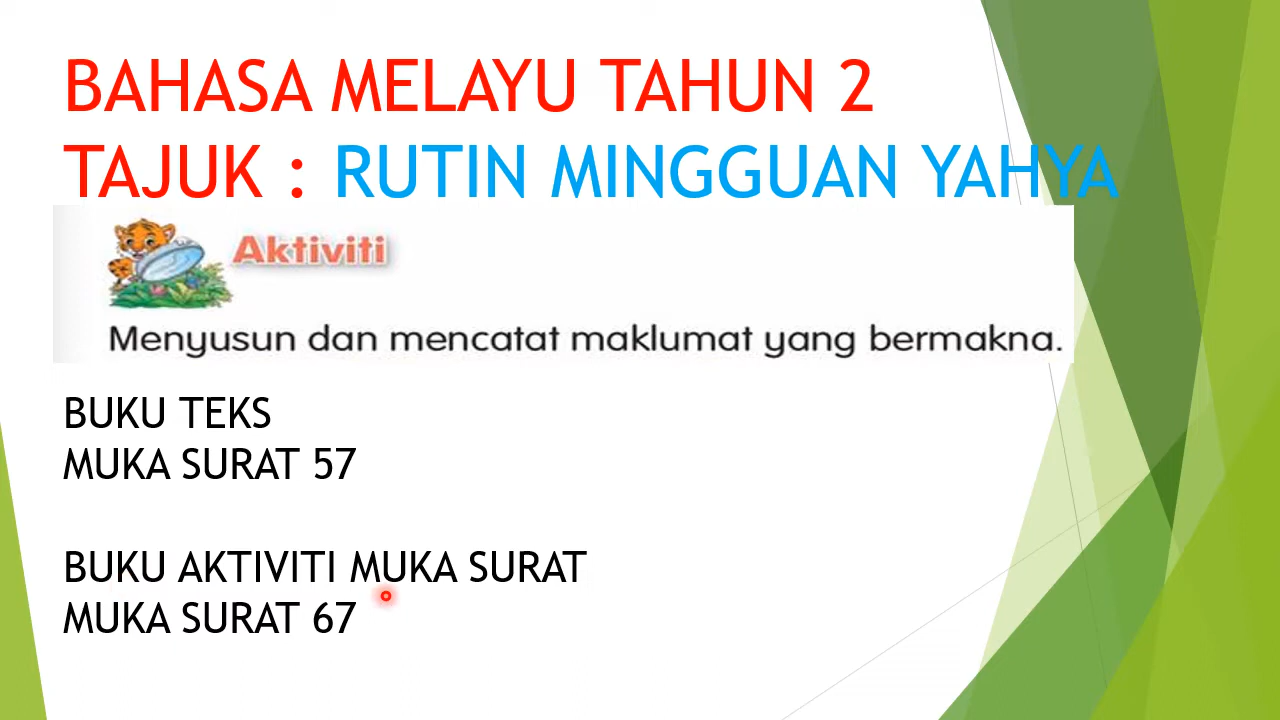 BAHASA MELAYU TAHUN 2
TAJUK : RUTIN MINGGUAN YAHYA
Aktiviti
Menyusun dan mencatat maklumat yang bermakna.
BUKU TEKS
MUKA SURAT 57
BUKU AKTIVITI MUKA SURAT
MUKA SURAT 67